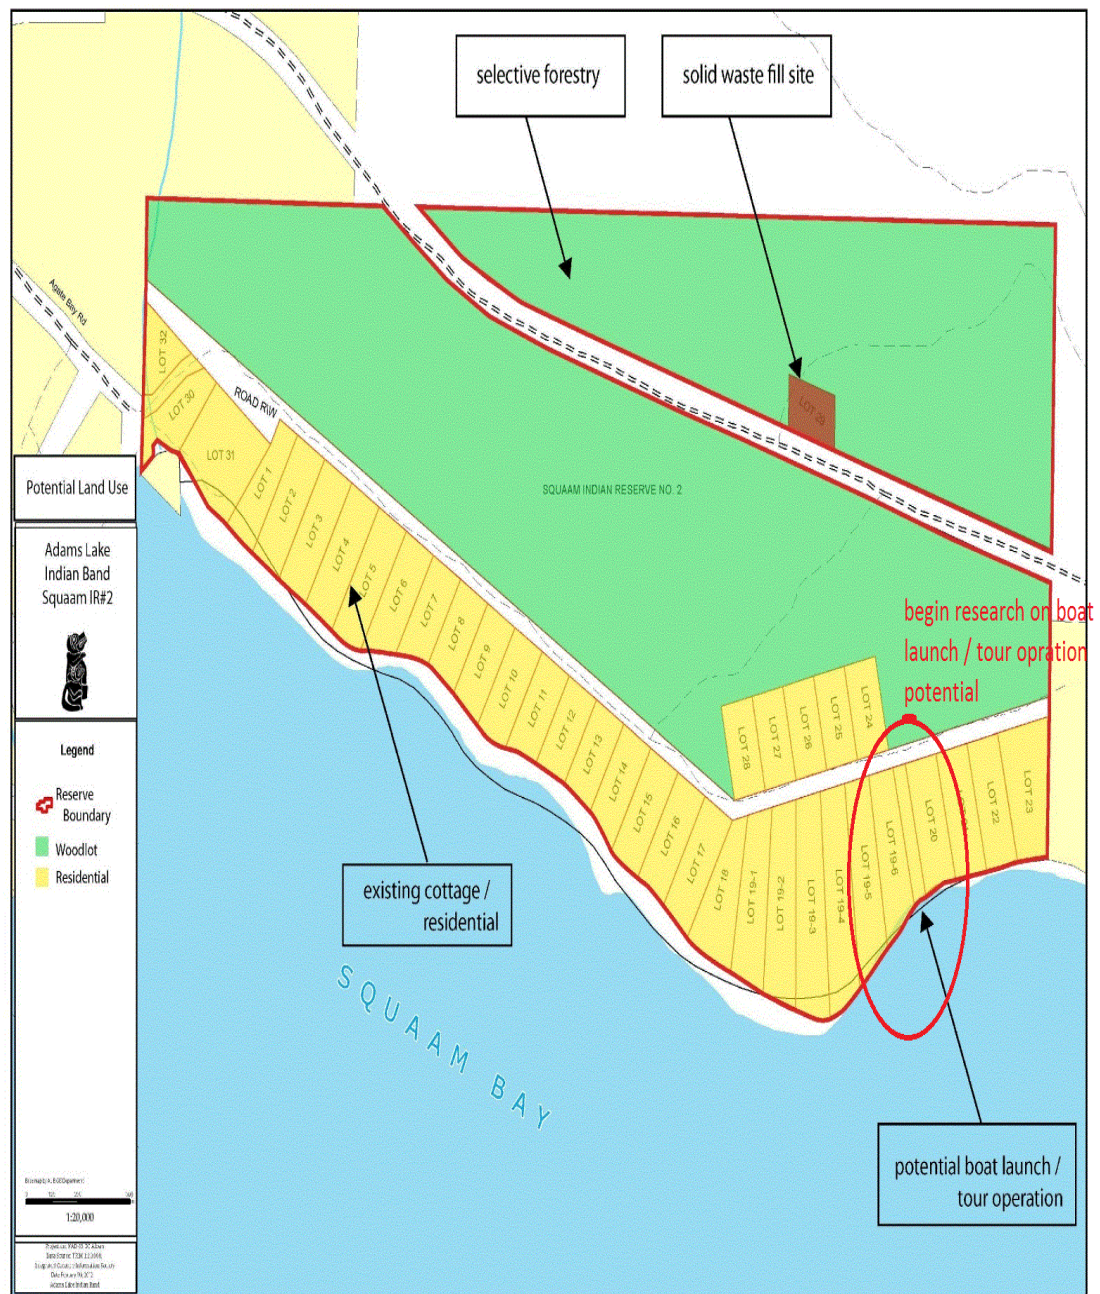 selective forestry
solid waste fill site
Agate Bay Rd
LOT 32
LOT 30
ROAD R\W
LOT 31
LOT 29
SQUAAM INDIAN RESERVE NO. 2
LOT 1
LOT 2
LOT 3
LOT 4
LOT 5
LOT 6
LOT 7
LOT 8
LOT 9
LOT 10
LOT 11
LOT 12
LOT 13
LOT 14
LOT 15
LOT 16
LOT 17
LOT 18
LOT 19-1
LOT 19-2
LOT 19-3
LOT 19-4
LOT 19-5
LOT 19-6
LOT 20
LOT 22
LOT 23
LOT 28
LOT 27
LOT 26
LOT 25
LOT 24
begin research on boat
launch / tour opration
potential
existing cottage /
residential
potential boat launch /
tour operation
SQUAAM BAY
Potential Land Use
Adams Lake
Indian Band
Squaam IR#2
Legend
Reserve
Boundary
Woodlot
Residential
1:20,000
Adams Lake Indian Band